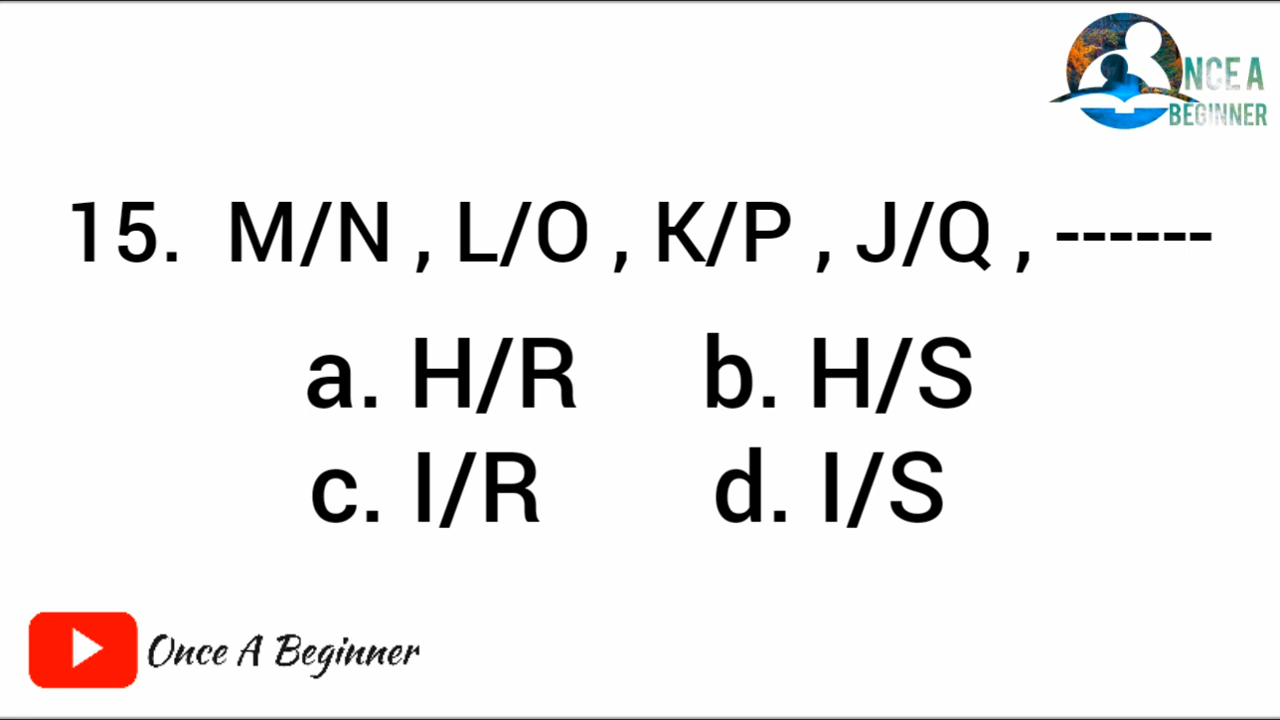 NCE A
BEGINNER
15. M/N , L/O , K/P , J/Q , ------
a. H/R b. H/S
c. I/R d. I/S
Once A Beginner